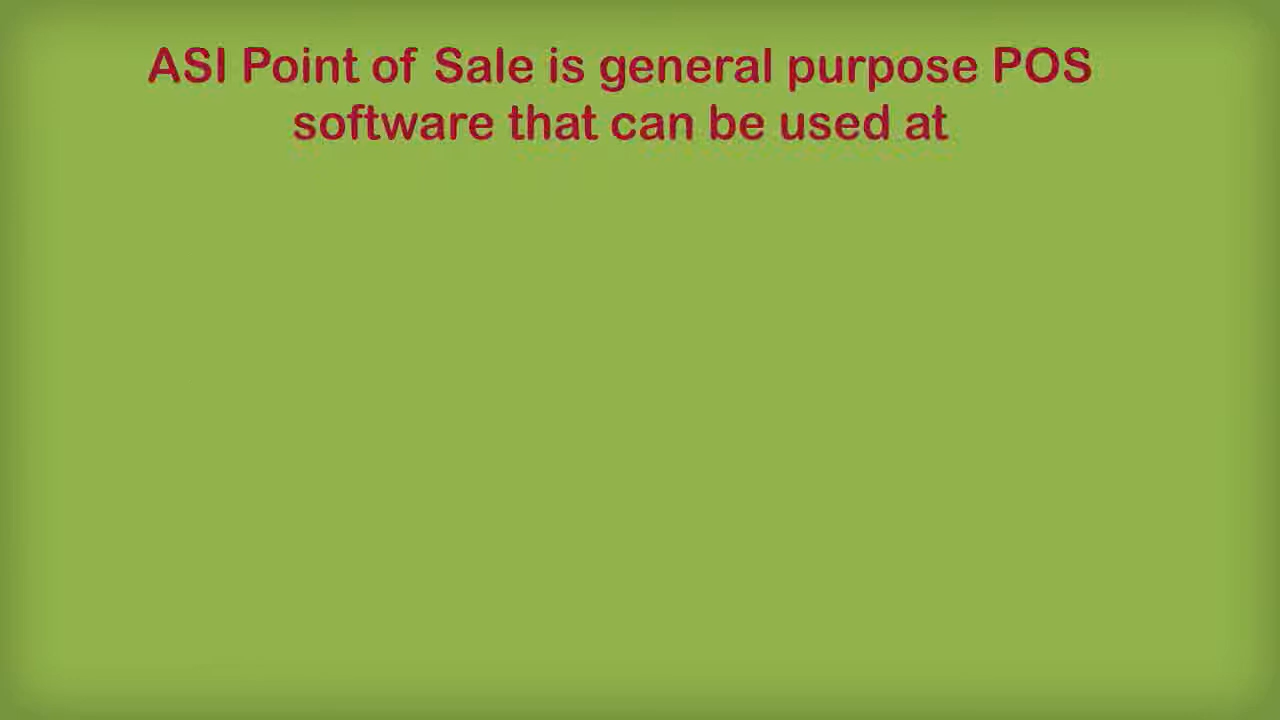 ASI Point of Sale is general purpose POS
software that can be used at